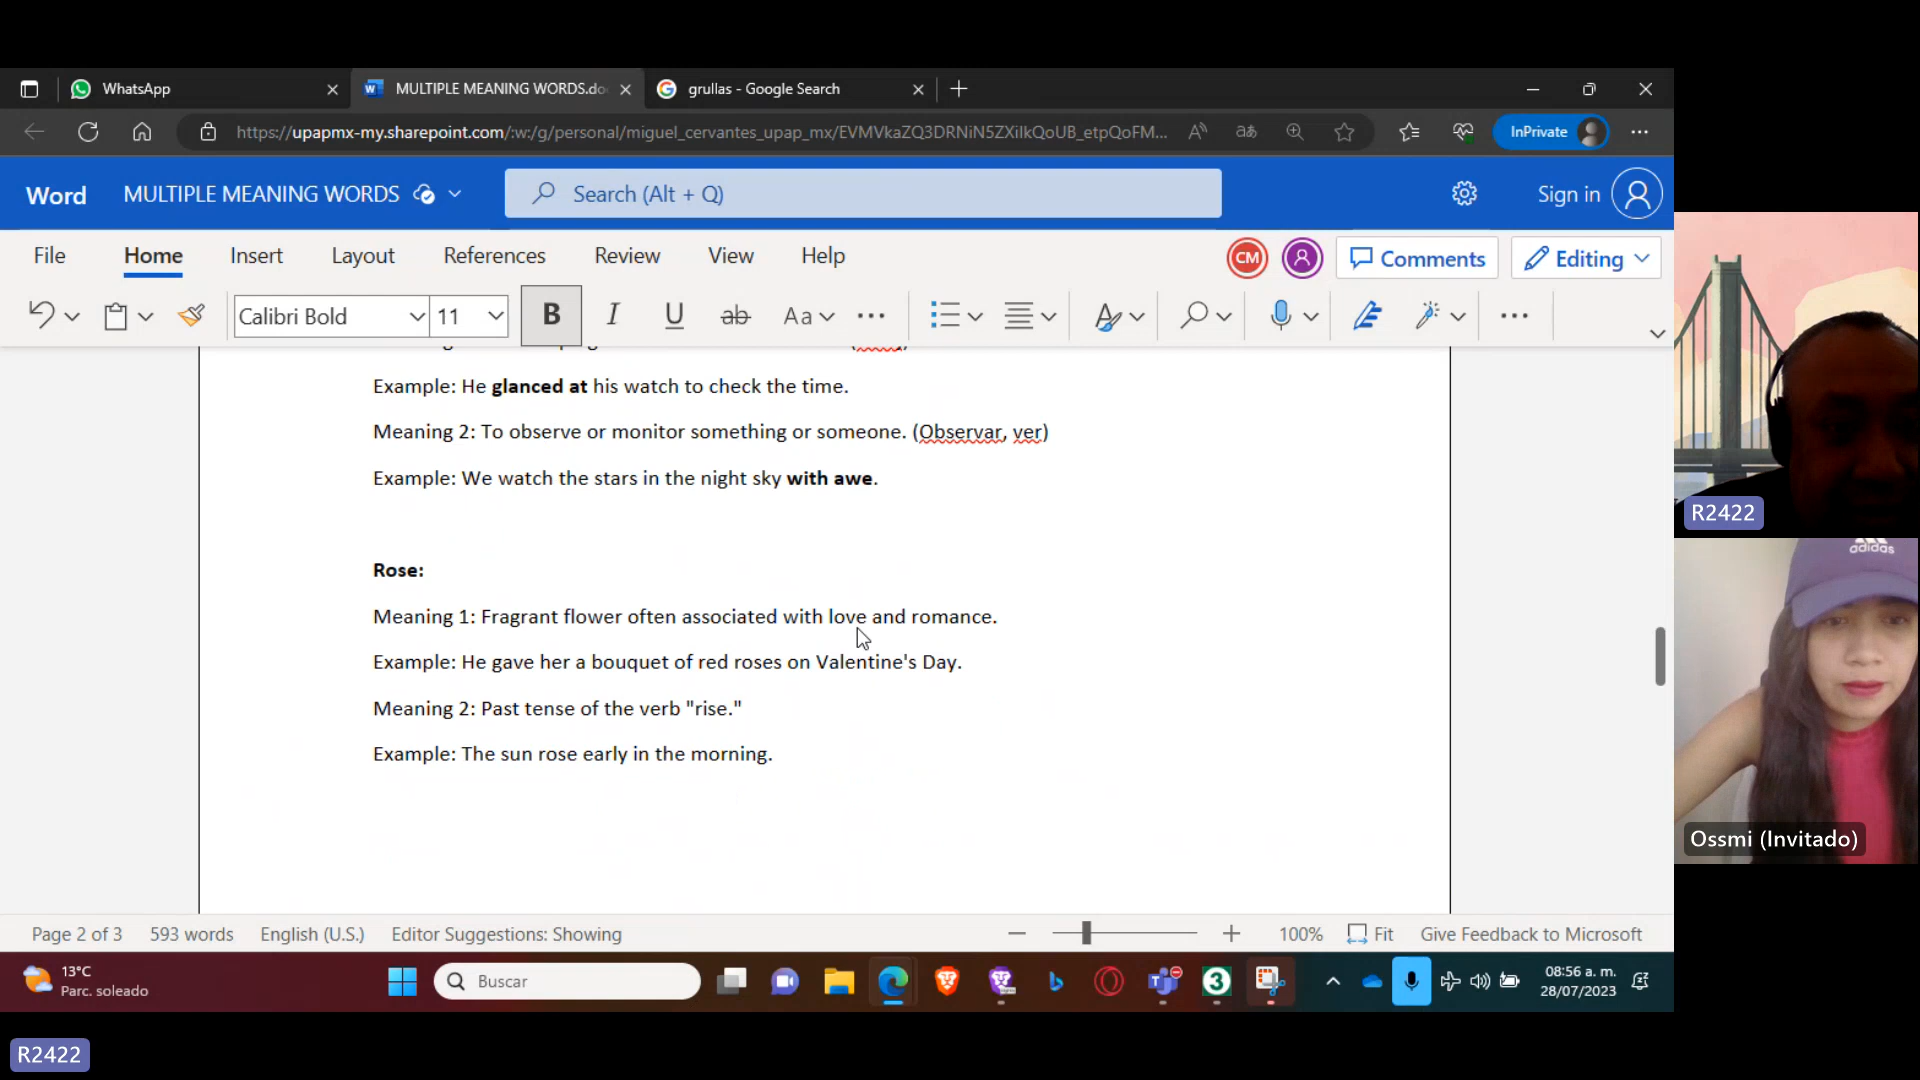 WhatsApp
MULTIPLE MEANING WORDS.do
grullas - Google Search
https://upapmx-my.sharepoint.com/:w:/g/personal/miguel_cervantes_upap_mx/EVMVkaZQ3DRNiN5ZXiIkQoUB_etpQoFM...
InPrivate
Word
MULTIPLE MEANING WORDS
Search (Alt + Q)
Sign in
File Home Insert Layout References Review View Help
CM
Comments
Editing
Calibri Bold
11
B I U ab Aa
Example: He glanced at his watch to check the time.
Meaning 2: To observe or monitor something or someone. (Observar, ver)
Example: We watch the stars in the night sky with awe.
Rose:
Meaning 1: Fragrant flower often associated with love and romance.
Example: He gave her a bouquet of red roses on Valentine's Day.
Meaning 2: Past tense of the verb "rise."
Example: The sun rose early in the morning.
Page 2 of 3
593 words
English (U.S.)
Editor Suggestions: Showing
100%
Fit
Give Feedback to Microsoft
13°C
Parc. soleado
Buscar
08:56 a. m.
28/07/2023
R2422
adidas
Ossmi (Invitado)
R2422